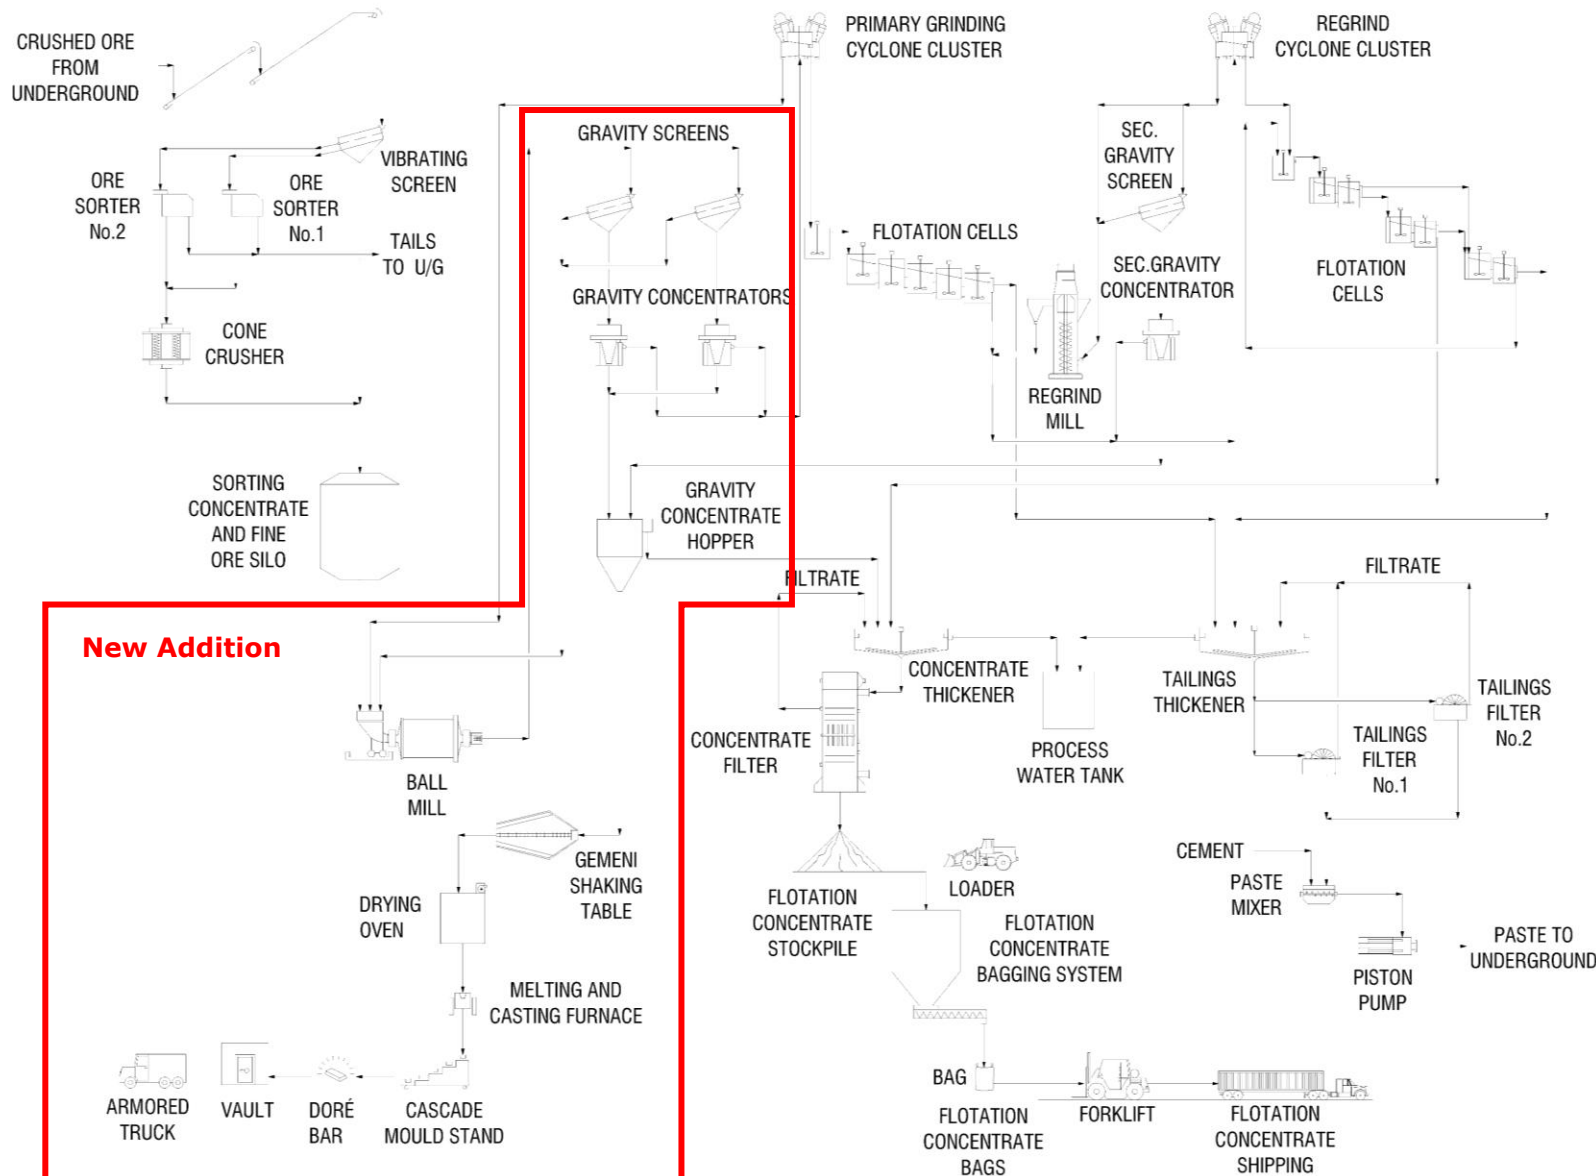 CRUSHED ORE
FROM
UNDERGROUND
PRIMARY GRINDING
CYCLONE CLUSTER
REGRIND
CYCLONE CLUSTER
GRAVITY SCREENS
SEC.
GRAVITY
SCREEN
VIBRATING
SCREEN
ORE
SORTER
No.2
ORE
SORTER
No.1
TAILS
TO U/G
FLOTATION CELLS
SEC.GRAVITY
CONCENTRATOR
FLOTATION
CELLS
GRAVITY CONCENTRATORS
CONE
CRUSHER
REGRIND
MILL
SORTING
CONCENTRATE
AND FINE
ORE SILO
GRAVITY
CONCENTRATE
HOPPER
FILTRATE
FILTRATE
New Addition
CONCENTRATE
THICKENER
TAILINGS
THICKENER
TAILINGS
FILTER
No.2
CONCENTRATE
FILTER
PROCESS
WATER TANK
TAILINGS
FILTER
No.1
BALL
MILL
GEMENI
SHAKING
TABLE
DRYING
OVEN
LOADER
CEMENT
PASTE
MIXER
FLOTATION
CONCENTRATE
STOCKPILE
FLOTATION
CONCENTRATE
BAGGING SYSTEM
PASTE TO
UNDERGROUND
PISTON
PUMP
MELTING AND
CASTING FURNACE
BAG
ARMORED
TRUCK
VAULT
DORÉ
BAR
CASCADE
MOULD STAND
FLOTATION
CONCENTRATE
BAGS
FORKLIFT
FLOTATION
CONCENTRATE
SHIPPING